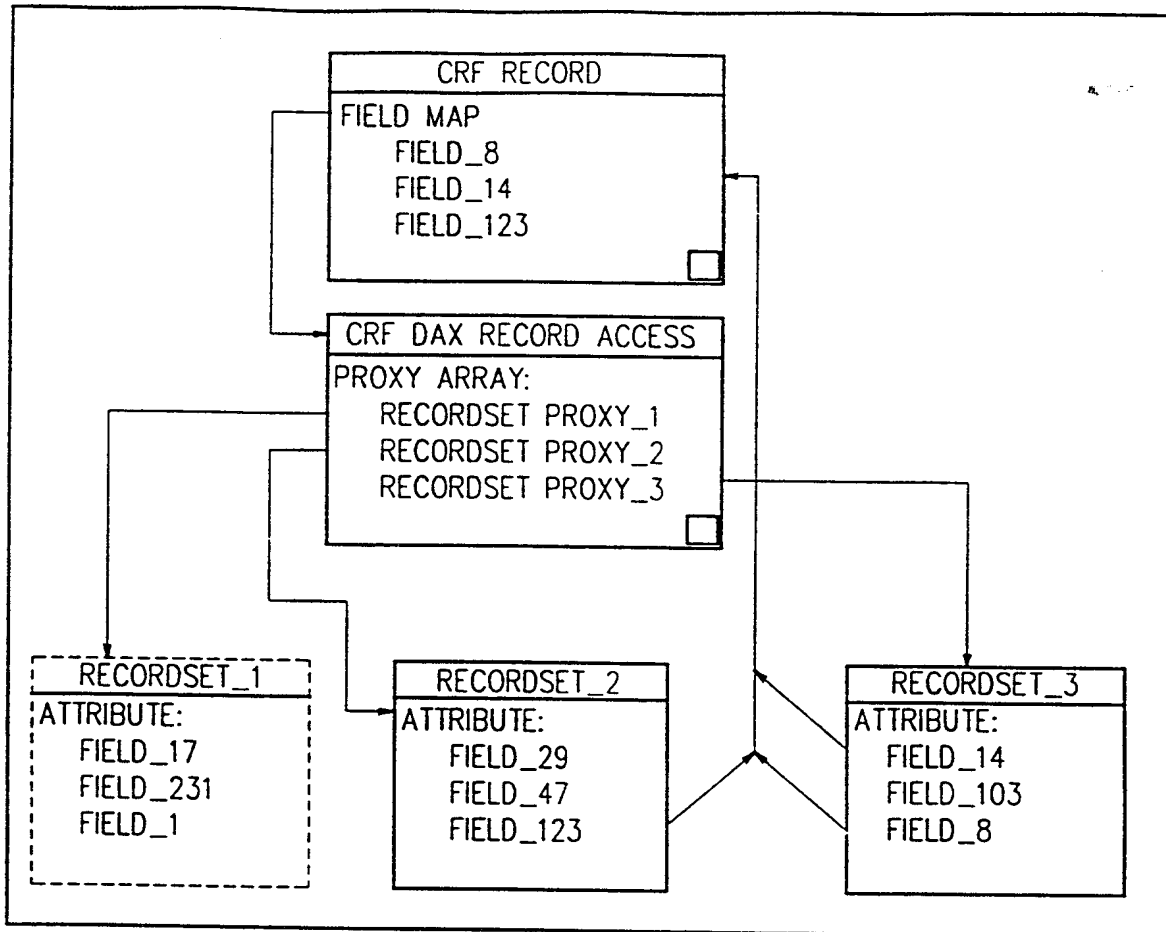 CRF RECORD
FIELD MAP
FIELD_8
FIELD_14
FIELD_123
CRF DAX RECORD ACCESS
PROXY ARRAY:
RECORDSET PROXY_1
RECORDSET PROXY_2
RECORDSET PROXY_3
RECORDSET_1
ATTRIBUTE:
FIELD_17
FIELD_231
FIELD_1
RECORDSET_2
ATTRIBUTE:
FIELD_29
FIELD_47
FIELD_123
RECORDSET_3
ATTRIBUTE:
FIELD_14
FIELD_103
FIELD_8